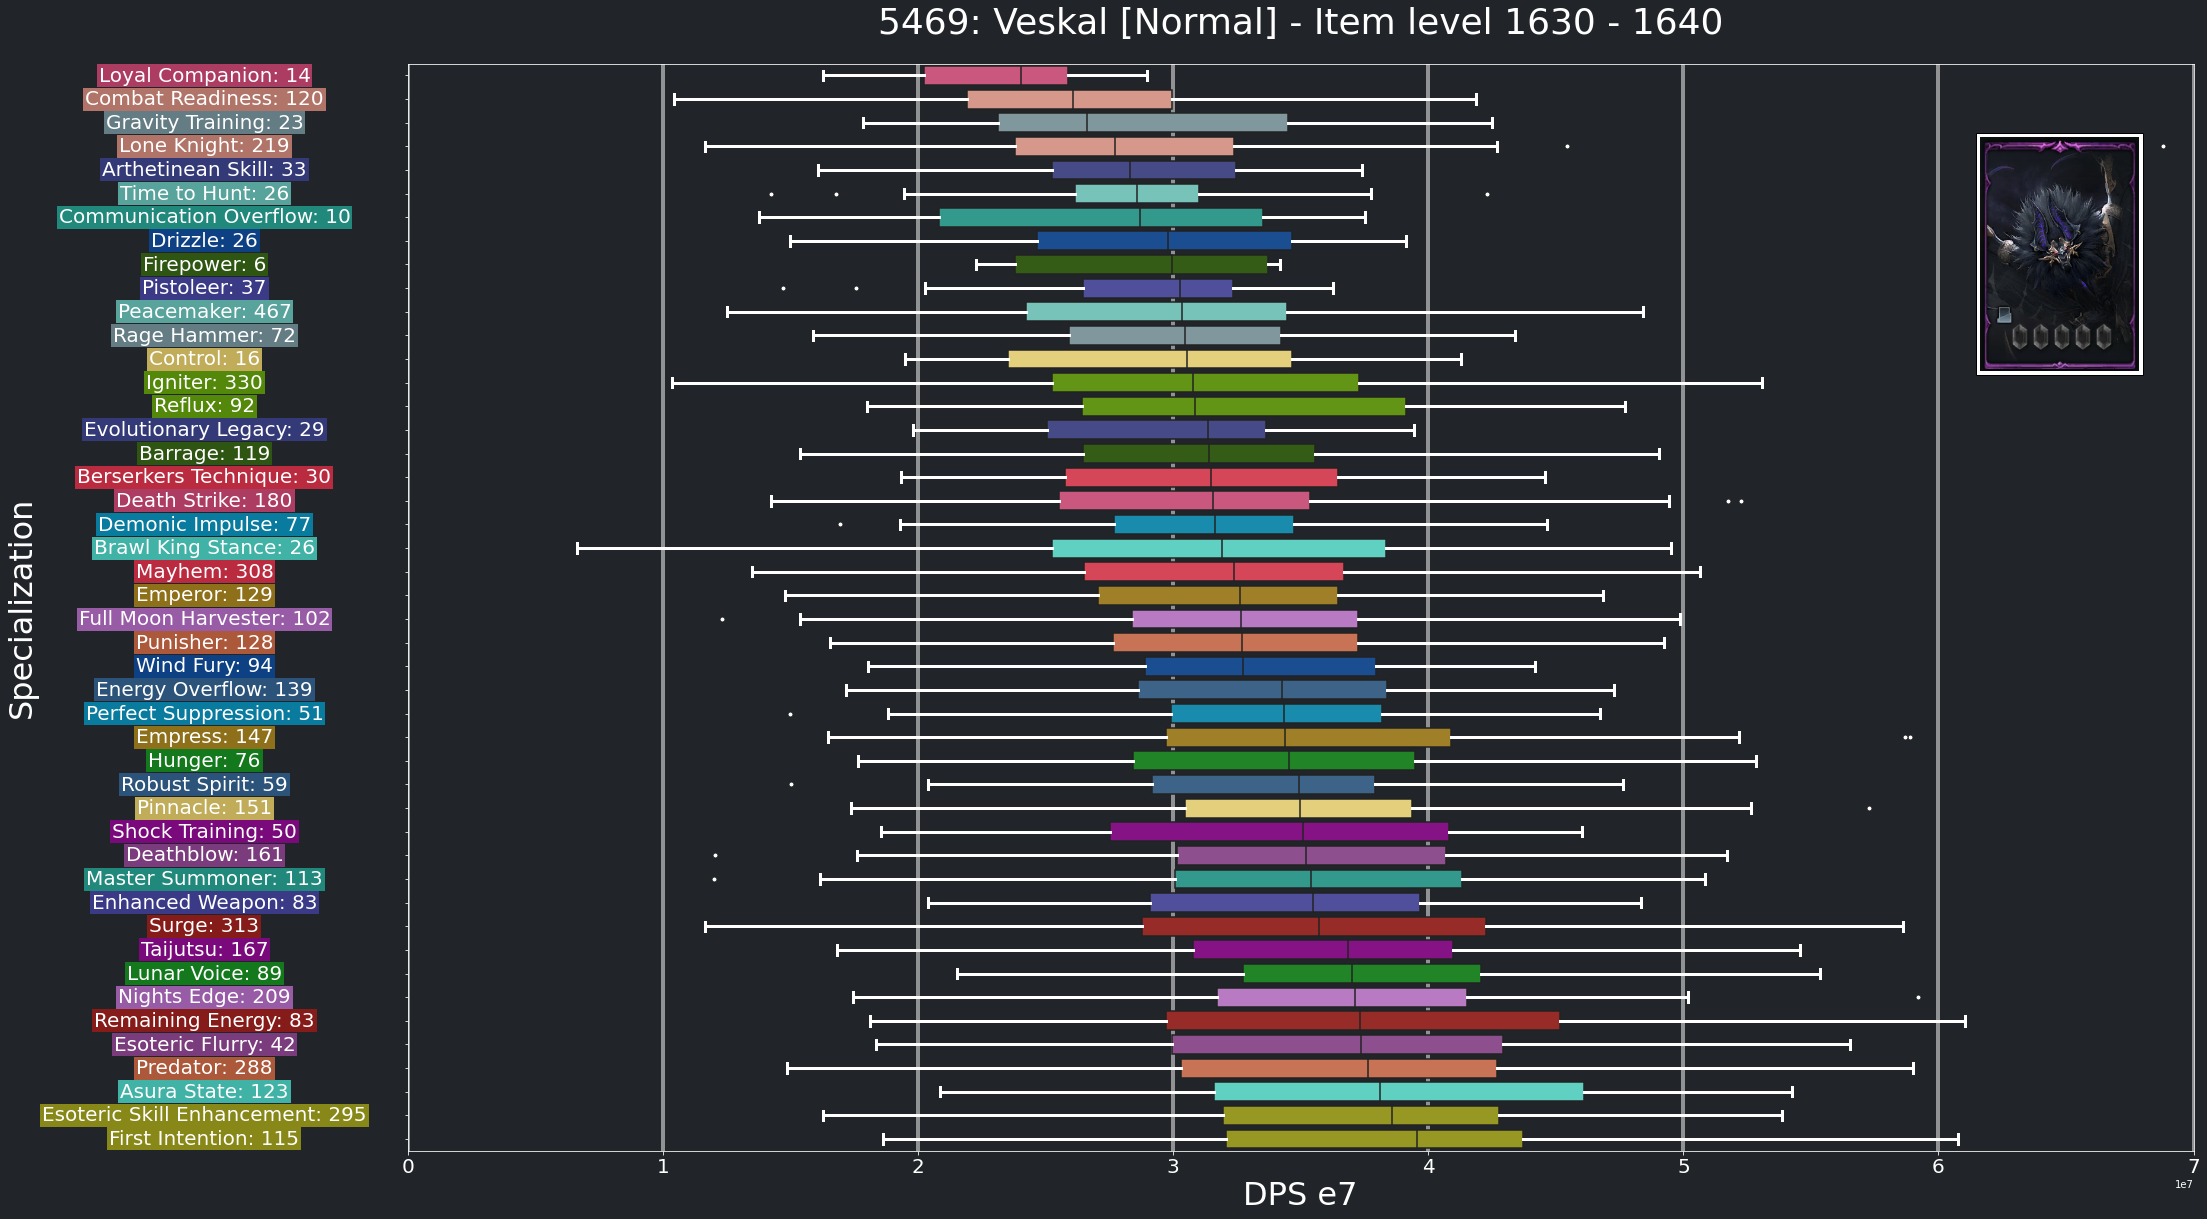 5469: Veskal [Normal] - Item level 1630 - 1640
Loyal Companion: 14
Combat Readiness: 120
Gravity Training: 23
Lone Knight: 219
Arthetinean Skill: 33
Time to Hunt: 26
Communication Overflow: 10
Drizzle: 26
Firepower: 6
Pistoleer: 37
Peacemaker: 467
Rage Hammer: 72
Control: 16
Igniter: 330
Reflux: 92
Evolutionary Legacy: 29
Barrage: 119
Berserkers Technique: 30
Death Strike: 180
Demonic Impulse: 77
Brawl King Stance: 26
Mayhem: 308
Emperor: 129
Full Moon Harvester: 102
Punisher: 128
Wind Fury: 94
Energy Overflow: 139
Perfect Suppression: 51
Empress: 147
Hunger: 76
Robust Spirit: 59
Pinnacle: 151
Shock Training: 50
Deathblow: 161
Master Summoner: 113
Enhanced Weapon: 83
Surge: 313
Taijutsu: 167
Lunar Voice: 89
Nights Edge: 209
Remaining Energy: 83
Esoteric Flurry: 42
Predator: 288
Asura State: 123
Esoteric Skill Enhancement: 295
First Intention: 115
Specialization
0 1 2 3 4 5 6 7
1e7
DPS e7